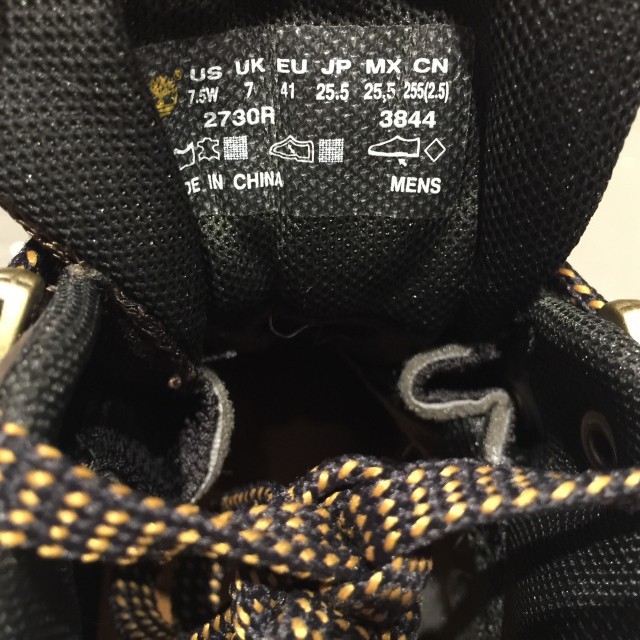 US UK EU JP MX CN
7.5W 7 41 25.5 25.5 255(2.5)
2730R 3844
DE IN CHINA MENS